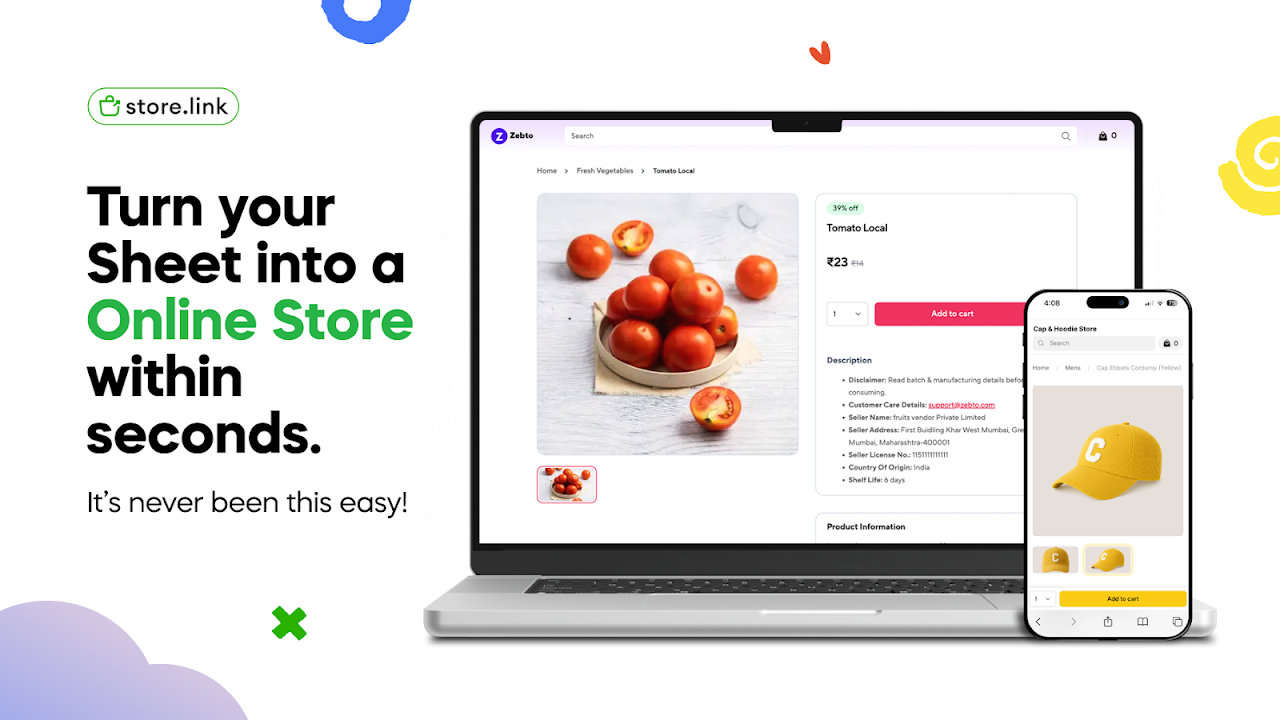 store.link
Turn your
Sheet into a
Online Store
within
seconds.
It's never been this easy!
Z Zebto
Search
0
Home > Fresh Vegetables > Tomato Local
39% off
Tomato Local
₹23 ₹14
1
Add to cart
Description
• Disclaimer: Read batch & manufacturing details before
consuming.
• Customer Care Details: support@zebto.com
• Seller Name: fruits vendor Private Limited
• Seller Address: First Buidling Khar West Mumbai, Gre
Mumbai, Maharashtra-400001
• Seller License No.: 1151111111111
• Country Of Origin: India
• Shelf Life: 6 days
Product Information
4:08
Cap & Hoodie Store
Search
0
Home / Mens / Cap Ebbets Corduroy (Yellow)
C
C
C
1
Add to cart